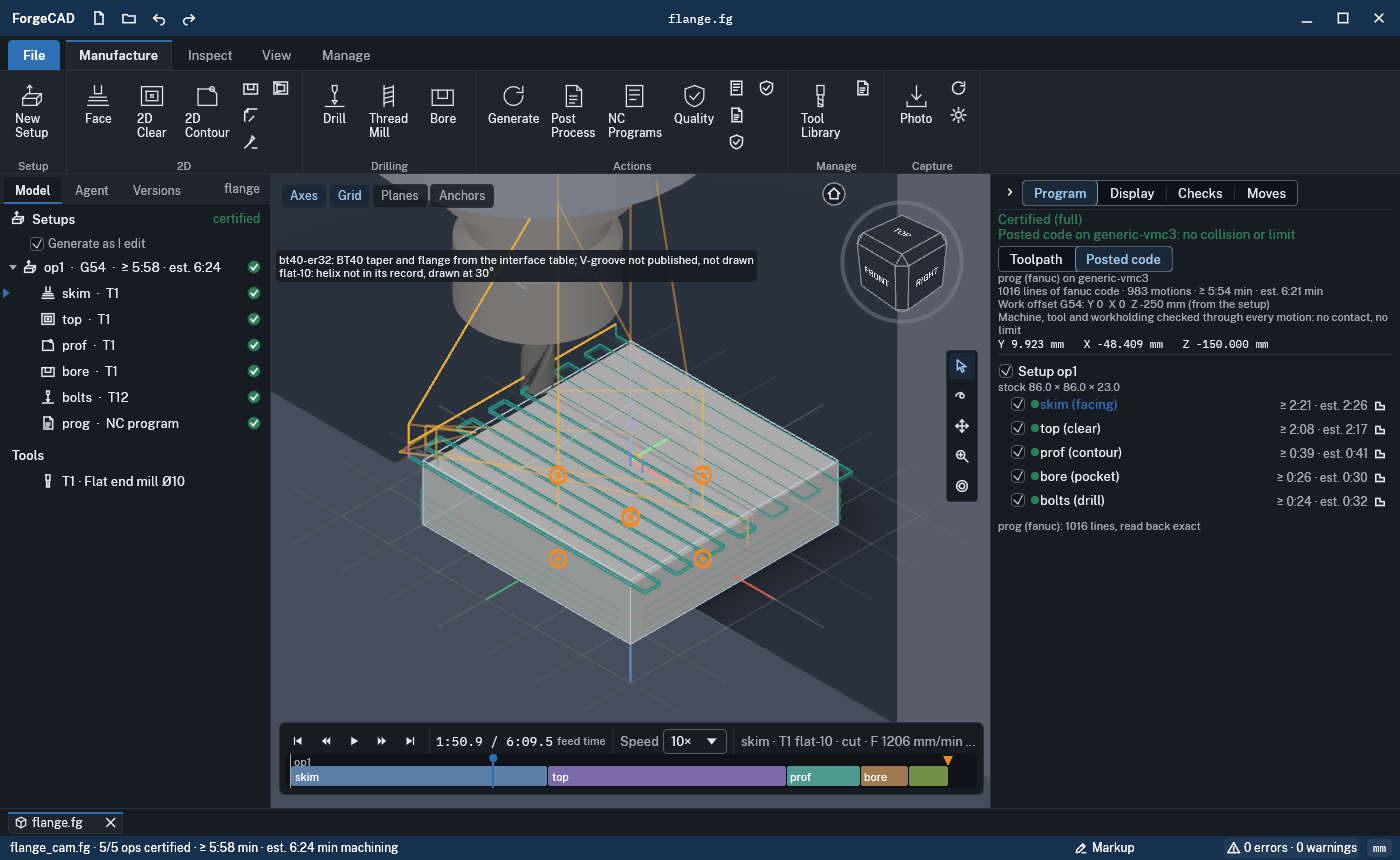 ForgeCAD
flange.fg
File
Manufacture
Inspect
View
Manage
New Setup
Face
2D Clear
2D Contour
Drill
Thread Mill
Bore
Generate
Post Process
NC Programs
Quality
Tool Library
Photo
Setup
2D
Drilling
Actions
Manage
Capture
Model
Agent
Versions
flange
Setups
certified
Generate as I edit
op1 · G54 · ≥ 5:58 · est. 6:24
skim · T1
top · T1
prof · T1
bore · T1
bolts · T12
prog · NC program
Tools
T1 · Flat end mill Ø10
Axes
Grid
Planes
Anchors
bt40-er32: BT40 taper and flange from the interface table; V-groove not published, not drawn
flat-10: helix not in its record, drawn at 30°
TOP
FRONT
RIGHT
1:50.9 / 6:09.5 feed time
Speed
10×
skim · T1 flat-10 · cut · F 1206 mm/min ...
op1
skim
top
prof
bore
Program
Display
Checks
Moves
Certified (full)
Posted code on generic-vmc3: no collision or limit
Toolpath
Posted code
prog (fanuc) on generic-vmc3
1016 lines of fanuc code · 983 motions · ≥ 5:54 min · est. 6:21 min
Work offset G54: Y 0 X 0 Z -250 mm (from the setup)
Machine, tool and workholding checked through every motion: no contact, no
limit
Y 9.923 mm X -48.409 mm Z -150.000 mm
Setup op1
stock 86.0 × 86.0 × 23.0
skim (facing) ≥ 2:21 · est. 2:26
top (clear) ≥ 2:08 · est. 2:17
prof (contour) ≥ 0:39 · est. 0:41
bore (pocket) ≥ 0:26 · est. 0:30
bolts (drill) ≥ 0:24 · est. 0:32
prog (fanuc): 1016 lines, read back exact
flange.fg
flange_cam.fg · 5/5 ops certified · ≥ 5:58 min · est. 6:24 min machining
Markup
0 errors · 0 warnings
mm